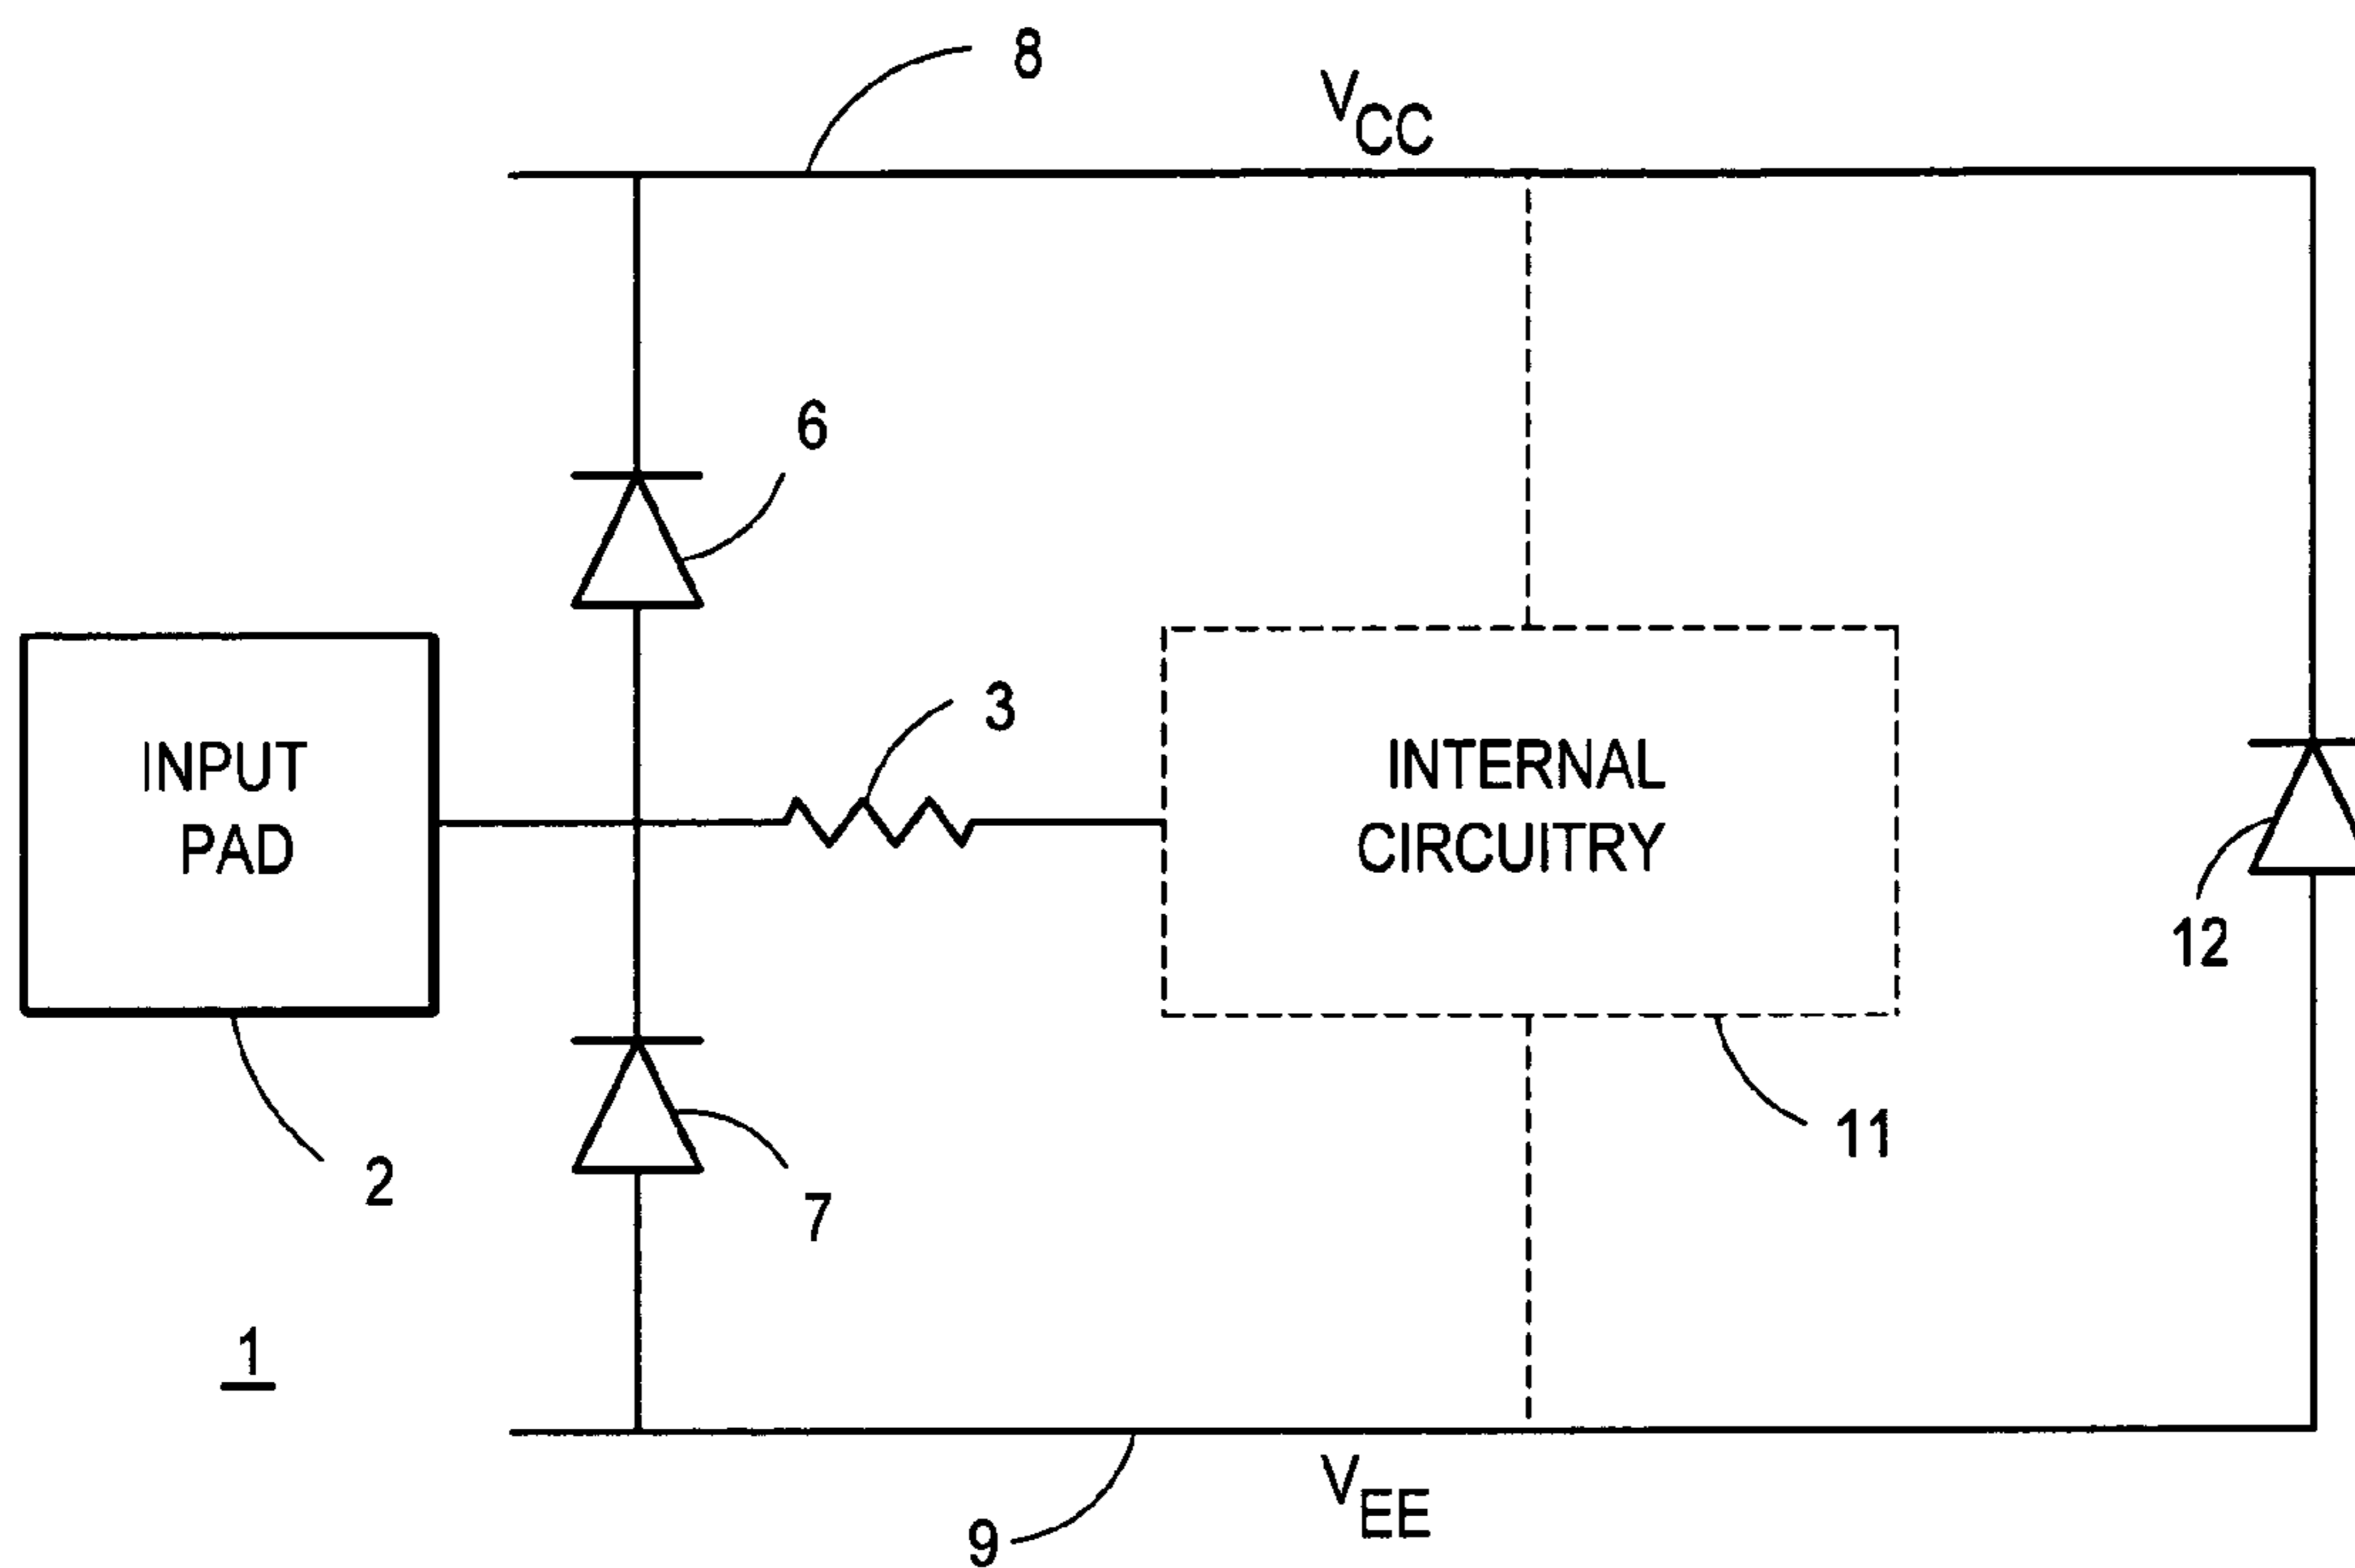 8
VCC
6
3
INPUT
PAD
INTERNAL
CIRCUITRY
12
11
2
7
1
VEE
9